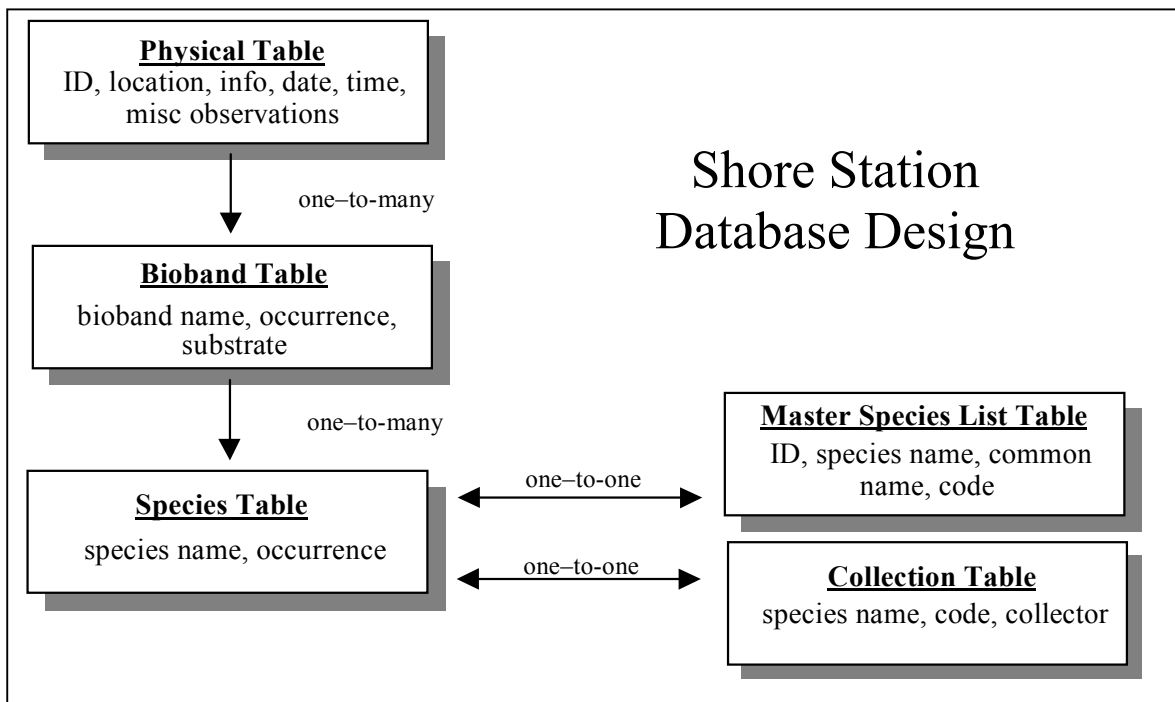 Physical Table
ID, location, info, date, time,
misc observations
one–to-many
Shore Station
Database Design
Bioband Table
bioband name, occurrence,
substrate
one–to-many
Species Table
species name, occurrence
one–to-one
Master Species List Table
ID, species name, common
name, code
one–to-one
Collection Table
species name, code, collector